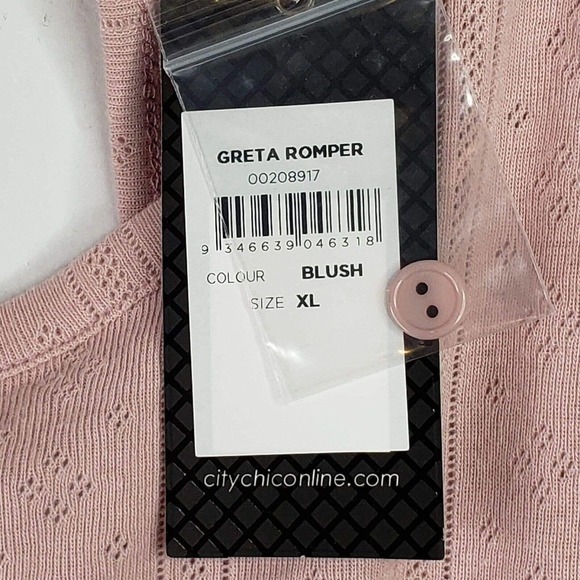 GRETA ROMPER
00208917
9 346639 046318
COLOUR BLUSH
SIZE XL
citychiconline.com